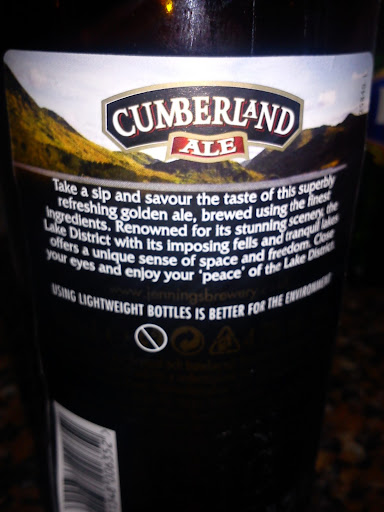 CUMBERLAND
ALE
Take a sip and savour the taste of this superbly
refreshing golden ale, brewed using the finest
ingredients. Renowned for its stunning scenery, the
Lake District with its imposing fells and tranquil lakes
offers a unique sense of space and freedom. Close
your eyes and enjoy your 'peace' of the Lake District.
USING LIGHTWEIGHT BOTTLES IS BETTER FOR THE ENVIRONMENT
www.jenningsbrewery